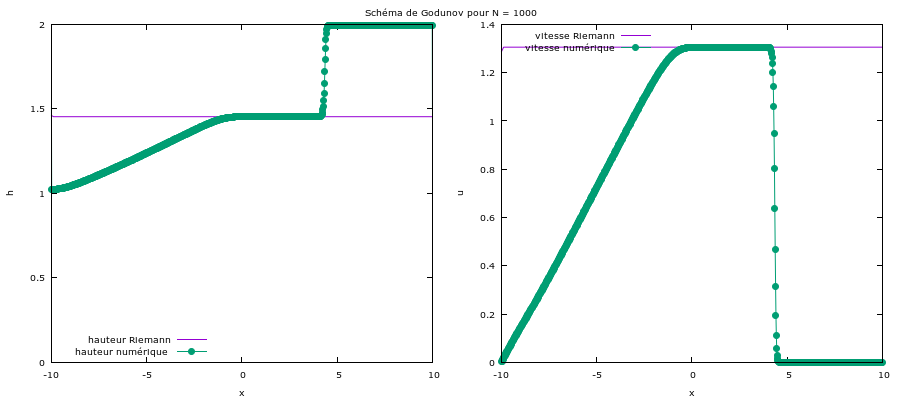 Schéma de Godunov pour N = 1000
2
1.5
1
0.5
0
h
hauteur Riemann
hauteur numérique
-10
-5
0
5
10
x
1.4
1.2
1
0.8
0.6
0.4
0.2
0
u
vitesse Riemann
vitesse numérique
-10
-5
0
5
10
x